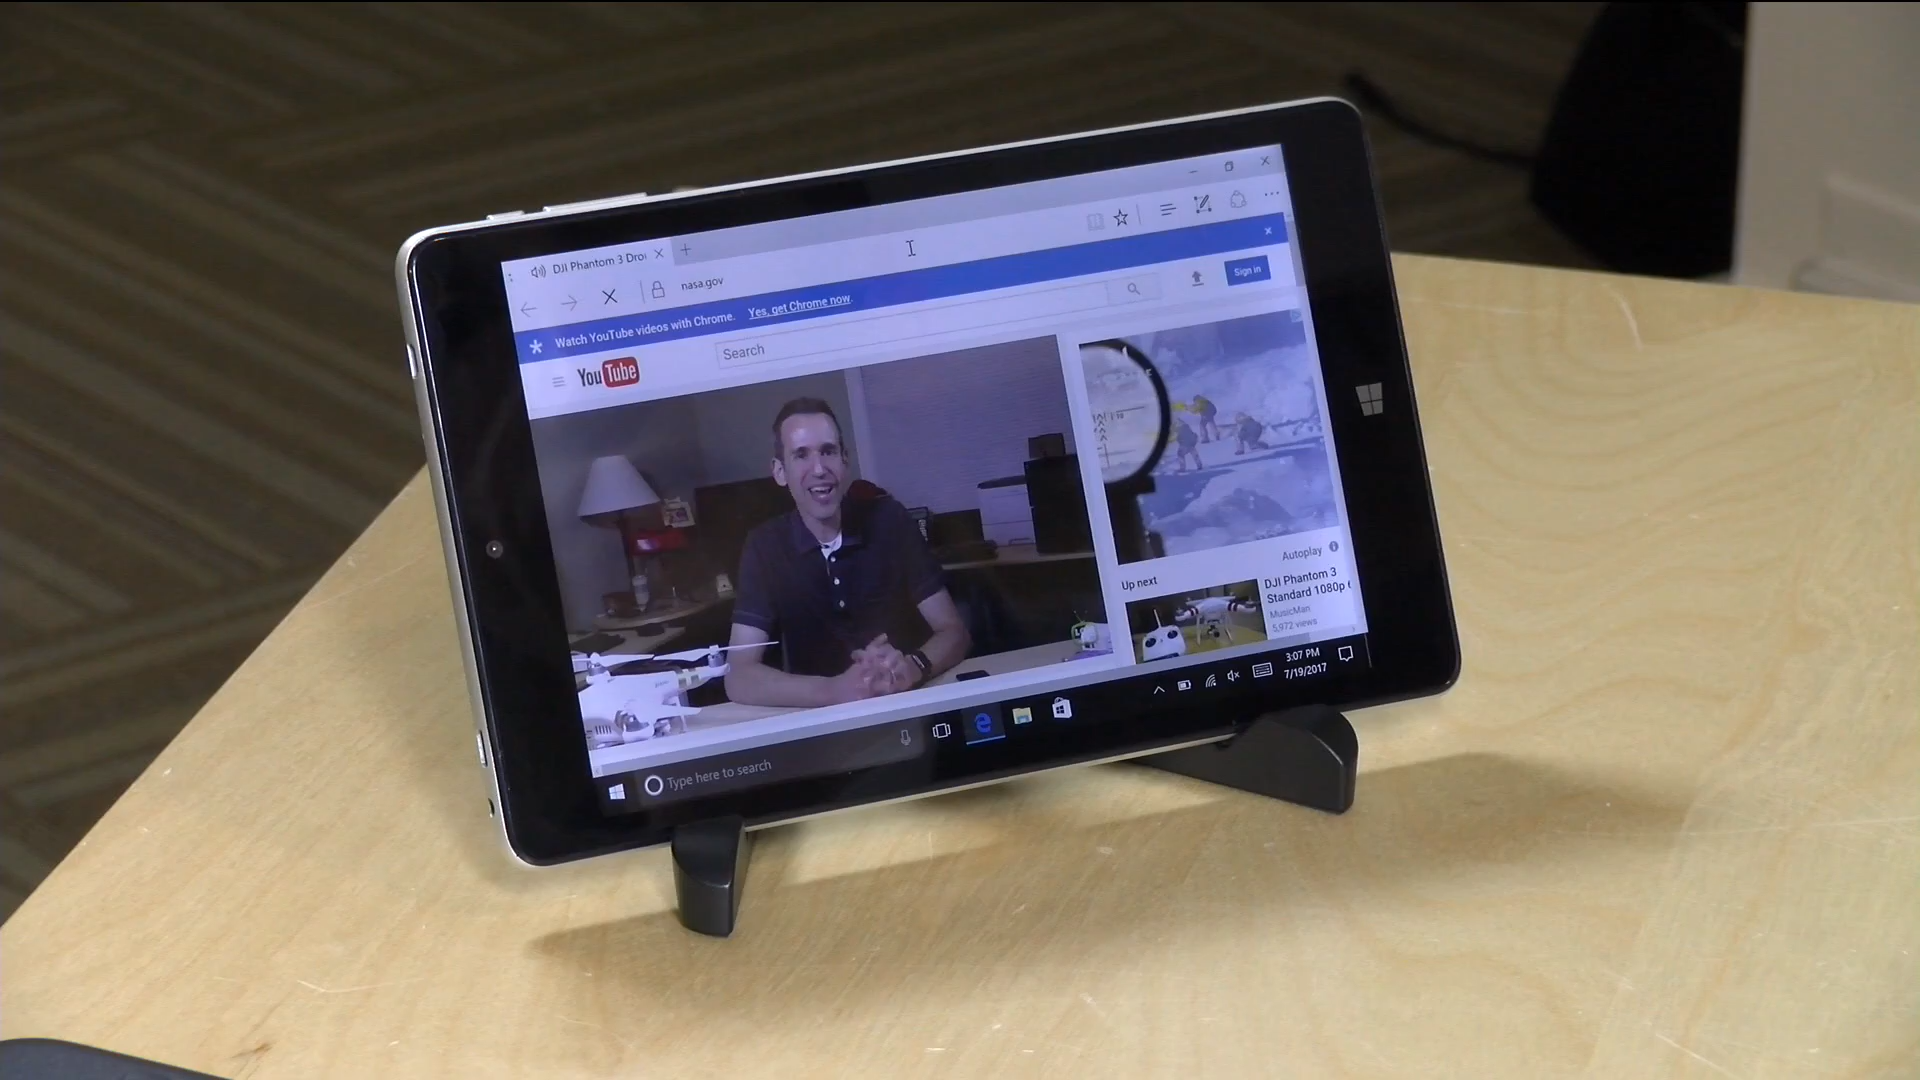 DJI Phantom 3 Dro
nasa.gov
Watch YouTube videos with Chrome. Yes, get Chrome now.
Sign in
YouTube
Search
Autoplay
Up next
DJI Phantom 3
Standard 1080p
MusicMan
5,972 views
Type here to search
3:07 PM
7/19/2017